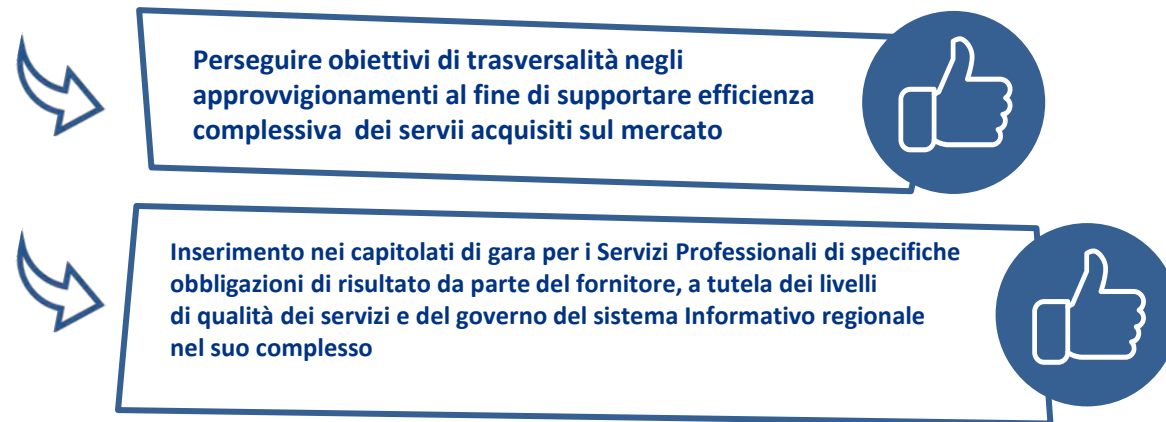 Perseguire obiettivi di trasversalità negli
approvvigionamenti al fine di supportare efficienza
complessiva dei servii acquisiti sul mercato
Inserimento nei capitolati di gara per i Servizi Professionali di specifiche
obbligazioni di risultato da parte del fornitore, a tutela dei livelli
di qualità dei servizi e del governo del sistema Informativo regionale
nel suo complesso